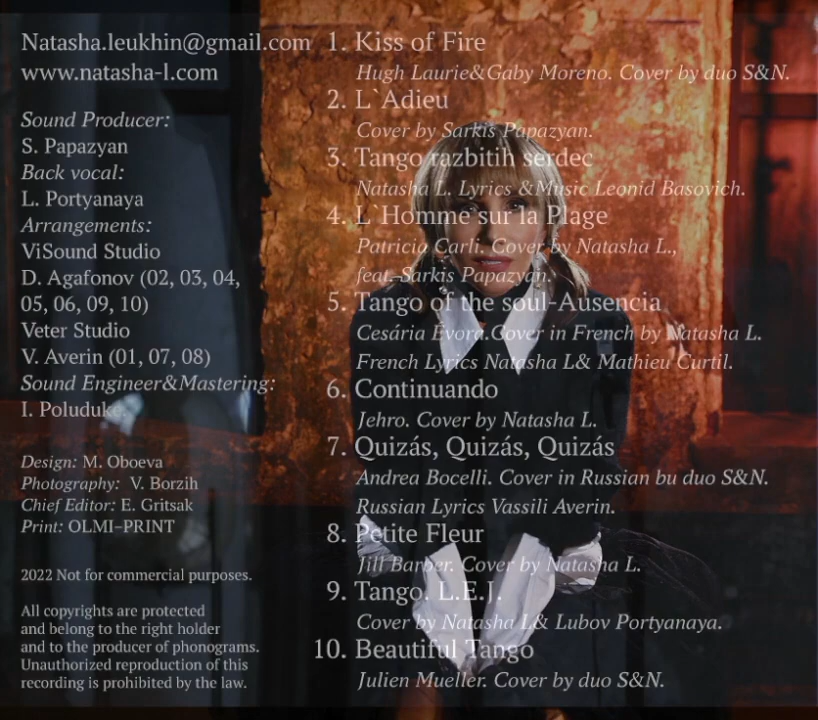 Natasha.leukhin@gmail.com
www.natasha-l.com
Sound Producer:
S. Papazyan
Back vocal:
L. Portyanaya
Arrangements:
ViSound Studio
D. Agafonov (02, 03, 04,
05, 06, 09, 10)
Veter Studio
V. Averin (01, 07, 08)
Sound Engineer&Mastering:
I. Poluduke.
Design: M. Oboeva
Photography: V. Borzih
Chief Editor: E. Gritsak
Print: OLMI-PRINT
2022 Not for commercial purposes.
All copyrights are protected
and belong to the right holder
and to the producer of phonograms.
Unauthorized reproduction of this
recording is prohibited by the law.
1. Kiss of Fire
Hugh Laurie&Gaby Moreno. Cover by duo S&N.
2. L`Adieu
Cover by Sarkis Papazyan.
3. Tango razbitih serdec
Natasha L. Lyrics &Music Leonid Basovich.
4. L`Homme sur la Plage
Patricia Carli. Cover by Natasha L.,
feat. Sarkis Papazyan.
5. Tango of the soul-Ausencia
Cesária Évora.Cover in French by Natasha L.
French Lyrics Natasha L& Mathieu Curtil.
6. Continuando
Jehro. Cover by Natasha L.
7. Quizás, Quizás, Quizás
Andrea Bocelli. Cover in Russian bu duo S&N.
Russian Lyrics Vassili Averin.
8. Petite Fleur
Jill Barber. Cover by Natasha L.
9. Tango. L.E.J.
Cover by Natasha L& Lubov Portyanaya.
10. Beautiful Tango
Julien Mueller. Cover by duo S&N.